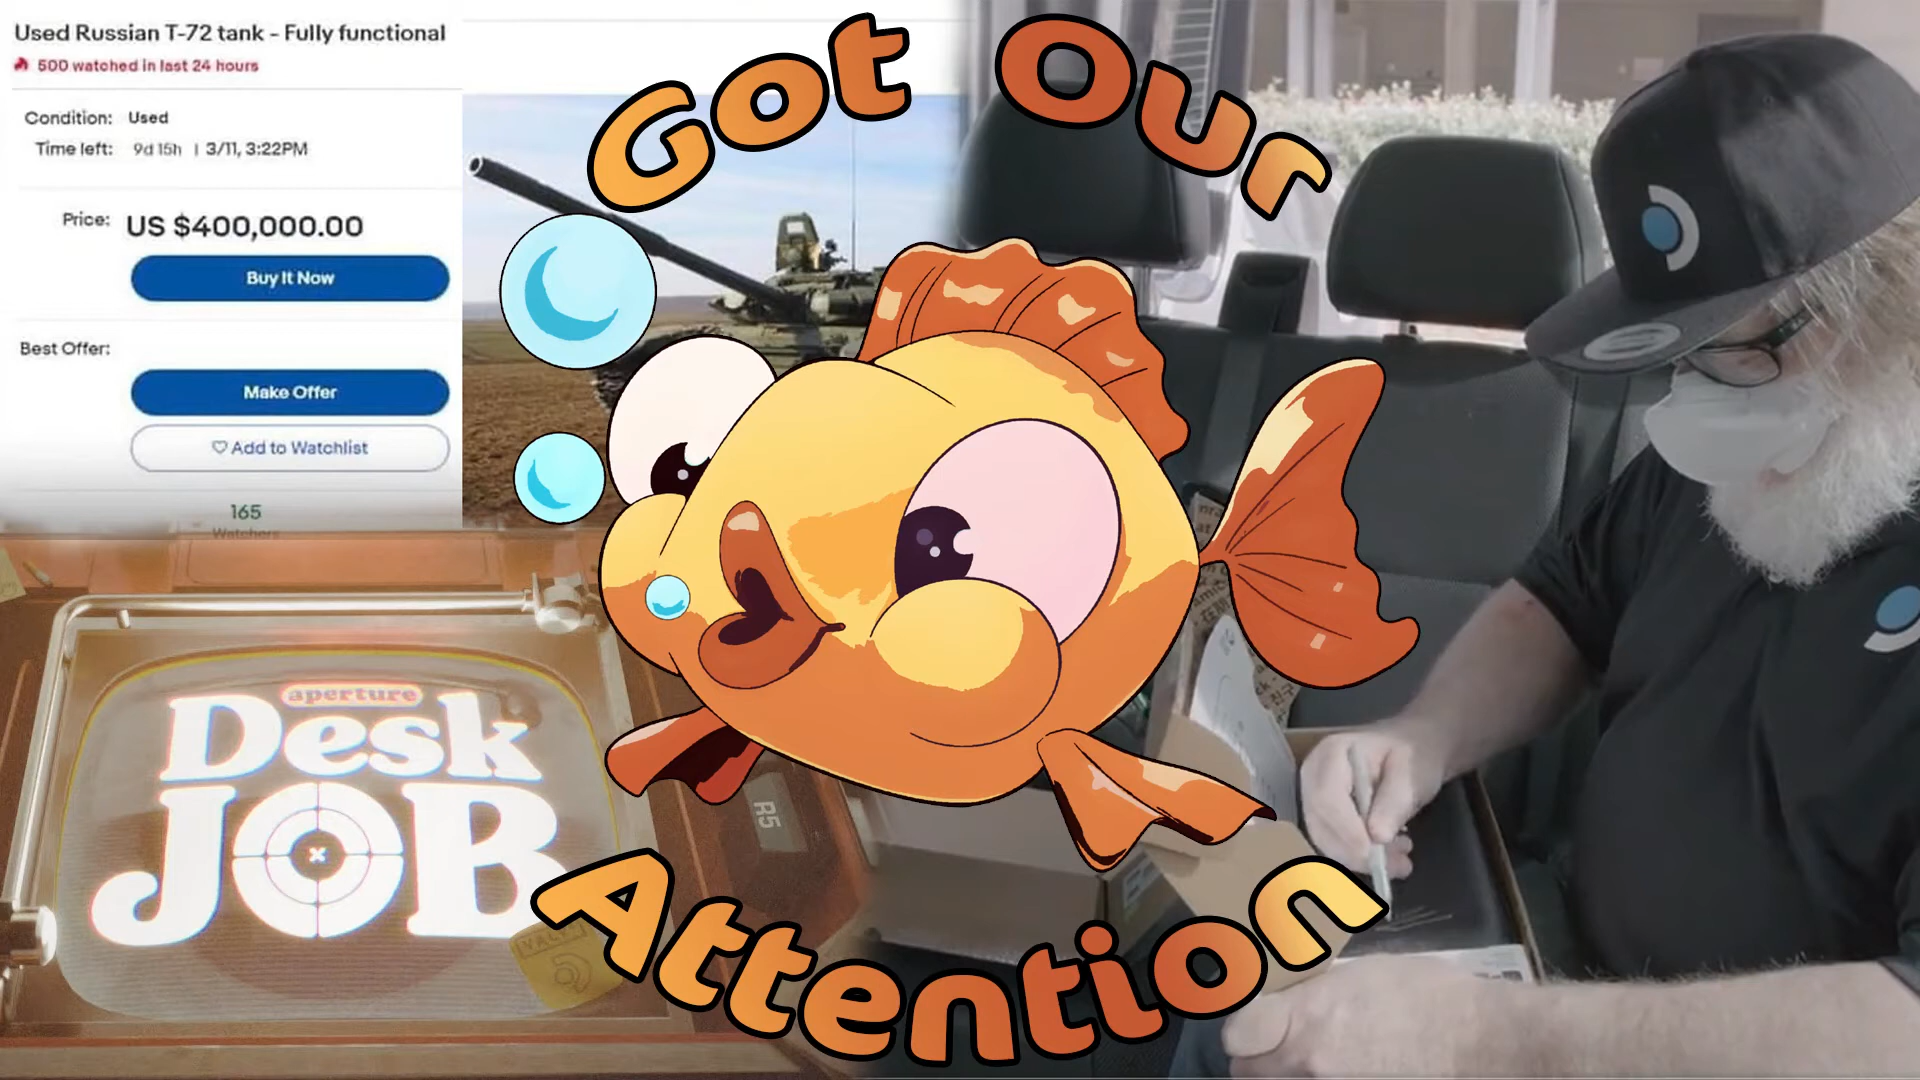 Used Russian T-72 tank - Fully functional
500 watched in last 24 hours
Condition: Used
Time left: 9d 15h | 3/11, 3:22PM
Price: US $400,000.00
Buy It Now
Best Offer:
Make Offer
Add to Watchlist
165
Watchers
Got Our
Attention
aperture
Desk
JOB
R5
VALVE